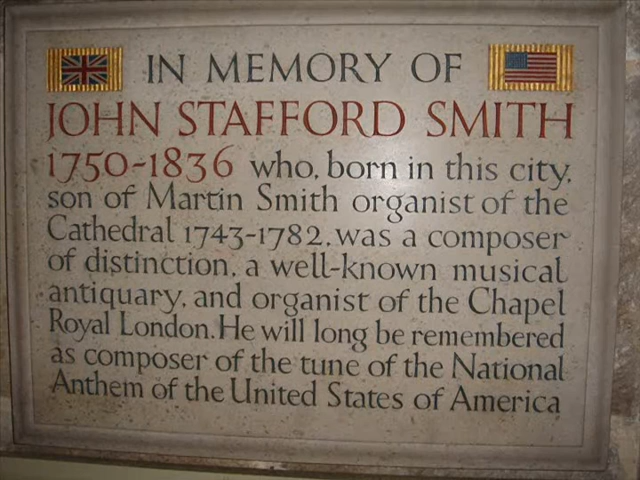 IN MEMORY OF
JOHN STAFFORD SMITH
1750-1836 who, born in this city,
son of Martin Smith organist of the
Cathedral 1743-1782, was a composer
of distinction, a well-known musical
antiquary, and organist of the Chapel
Royal London. He will long be remembered
as composer of the tune of the National
Anthem of the United States of America